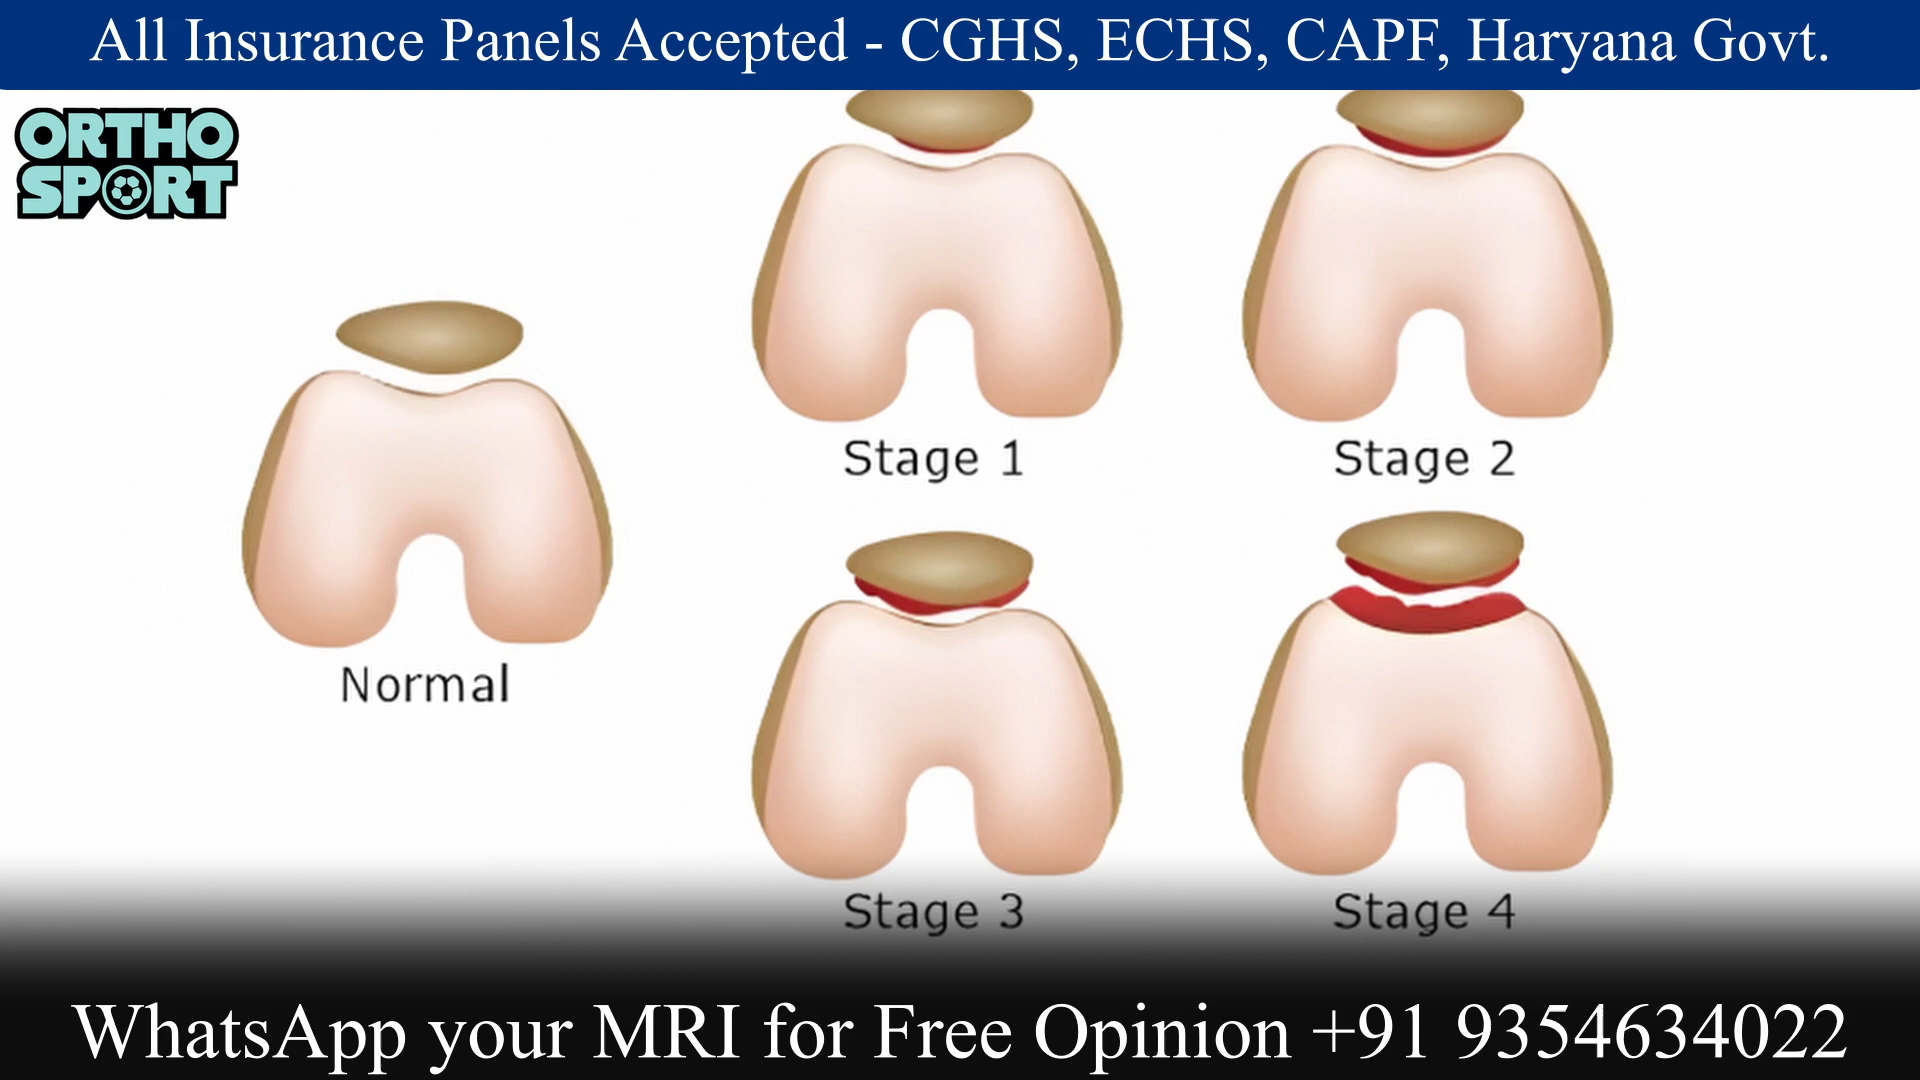 All Insurance Panels Accepted - CGHS, ECHS, CAPF, Haryana Govt.
ORTHO
SPORT
Stage 1
Stage 2
Normal
Stage 3
Stage 4
WhatsApp your MRI for Free Opinion +91 9354634022